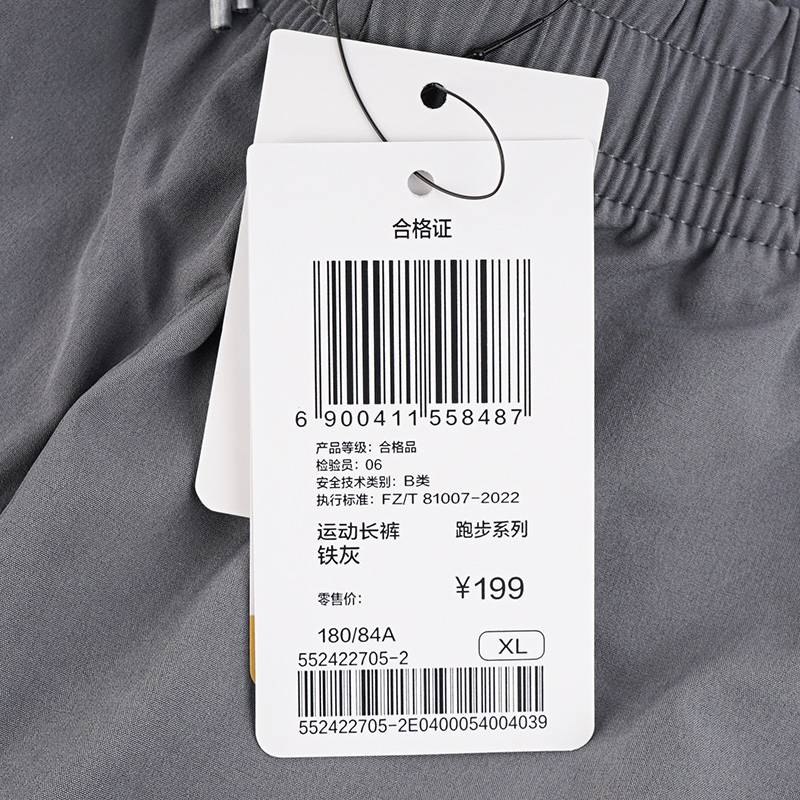 合格证
6 900411 558487
产品等级: 合格品
检验员: 06
安全技术类别: B类
执行标准: FZ/T 81007-2022
运动长裤 跑步系列
铁灰
¥199
零售价:
180/84A
XL
552422705-2
552422705-2E0400054004039